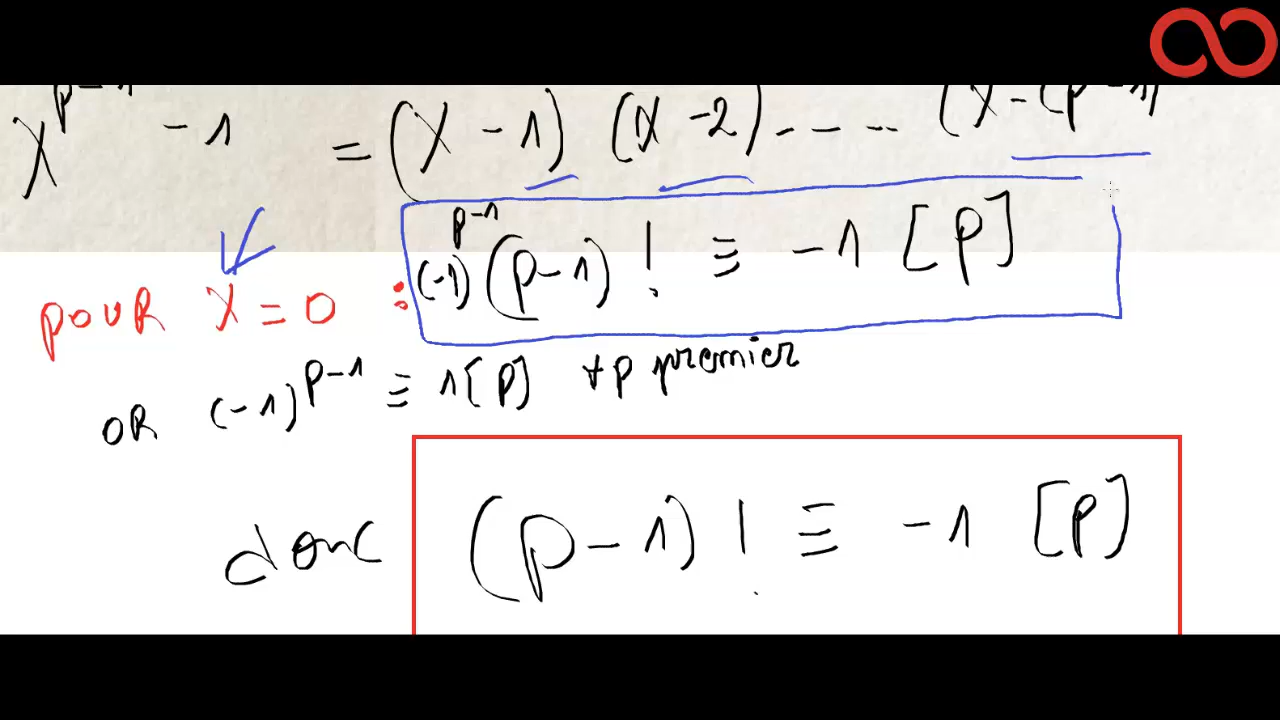 X^{p-1} - 1 = (X - 1) (X - 2) - - - - - (X - (p - 1)
(-1)^{p-1} (p - 1) ! ≡ - 1 [p]
POUR X = 0 :
OR (-1)^{p-1} ≡ 1 [p] ∀ p premier
donc (p - 1) ! ≡ - 1 [p]